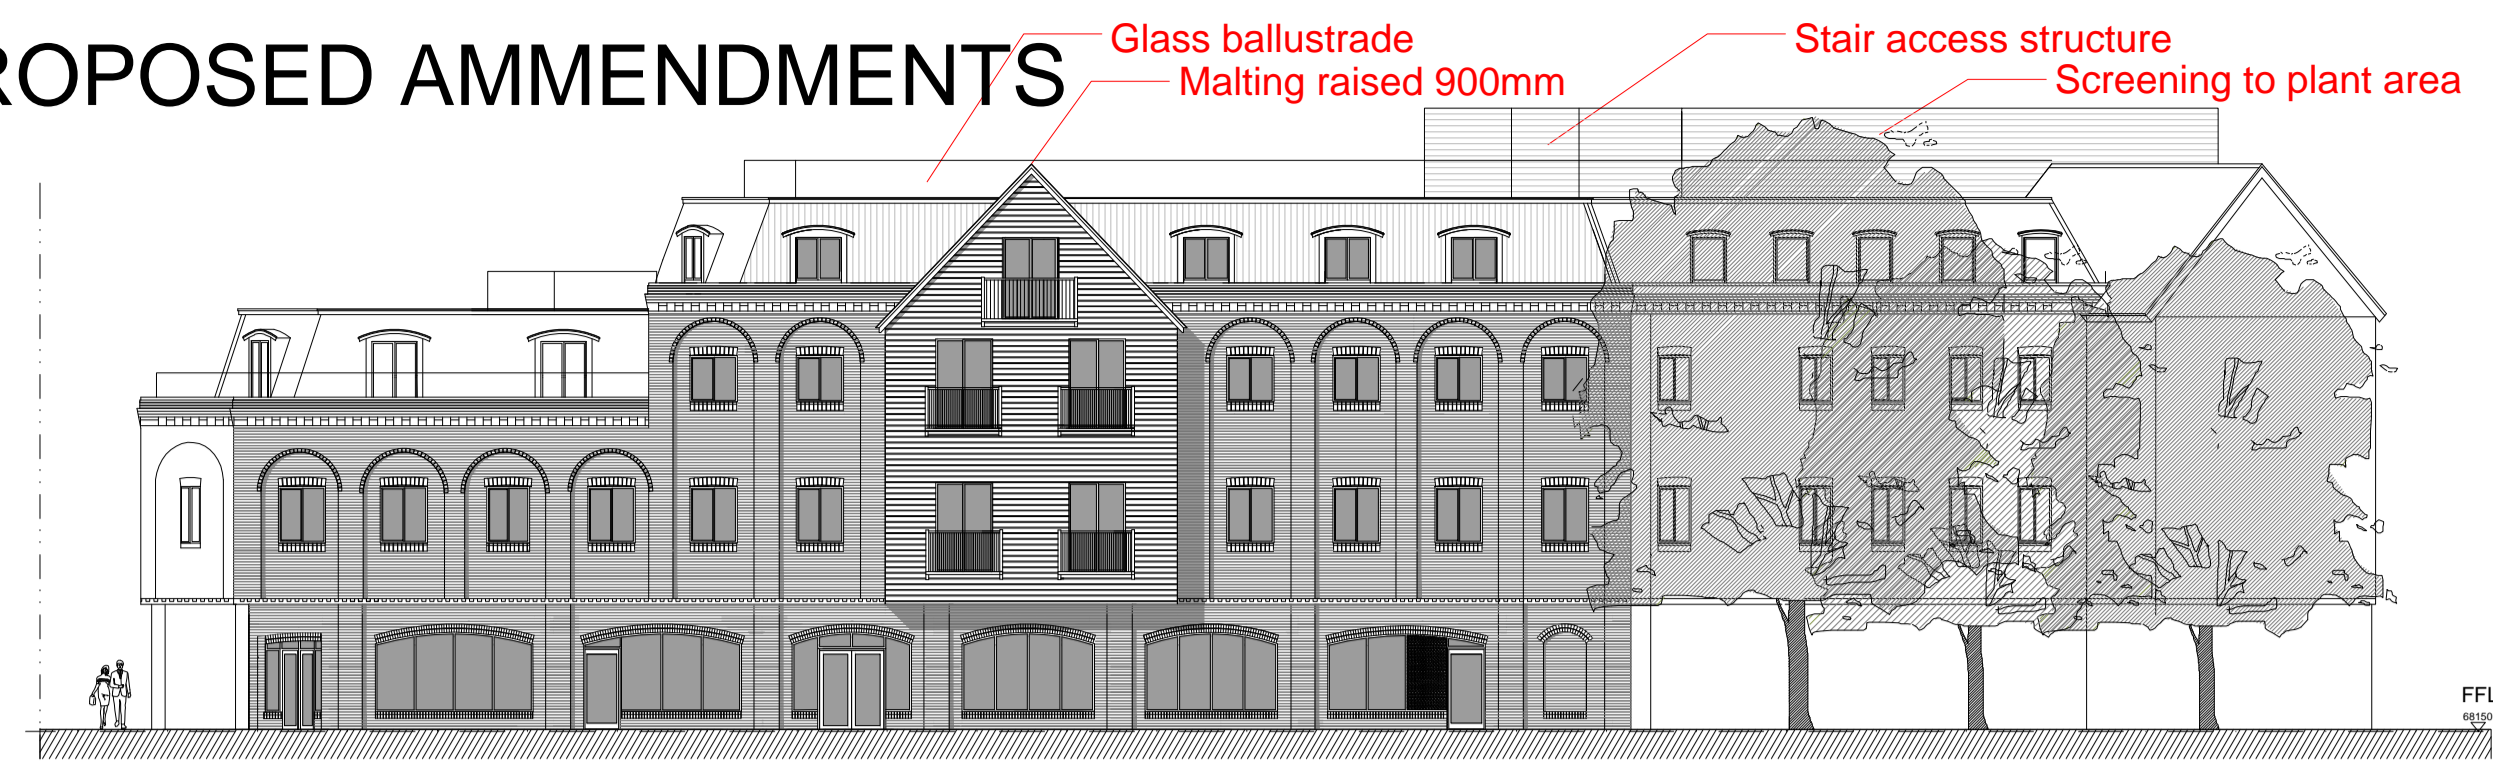 ROPOSED AMMENDMENTS
Glass ballustrade
Malting raised 900mm
Stair access structure
Screening to plant area
FFL
68150